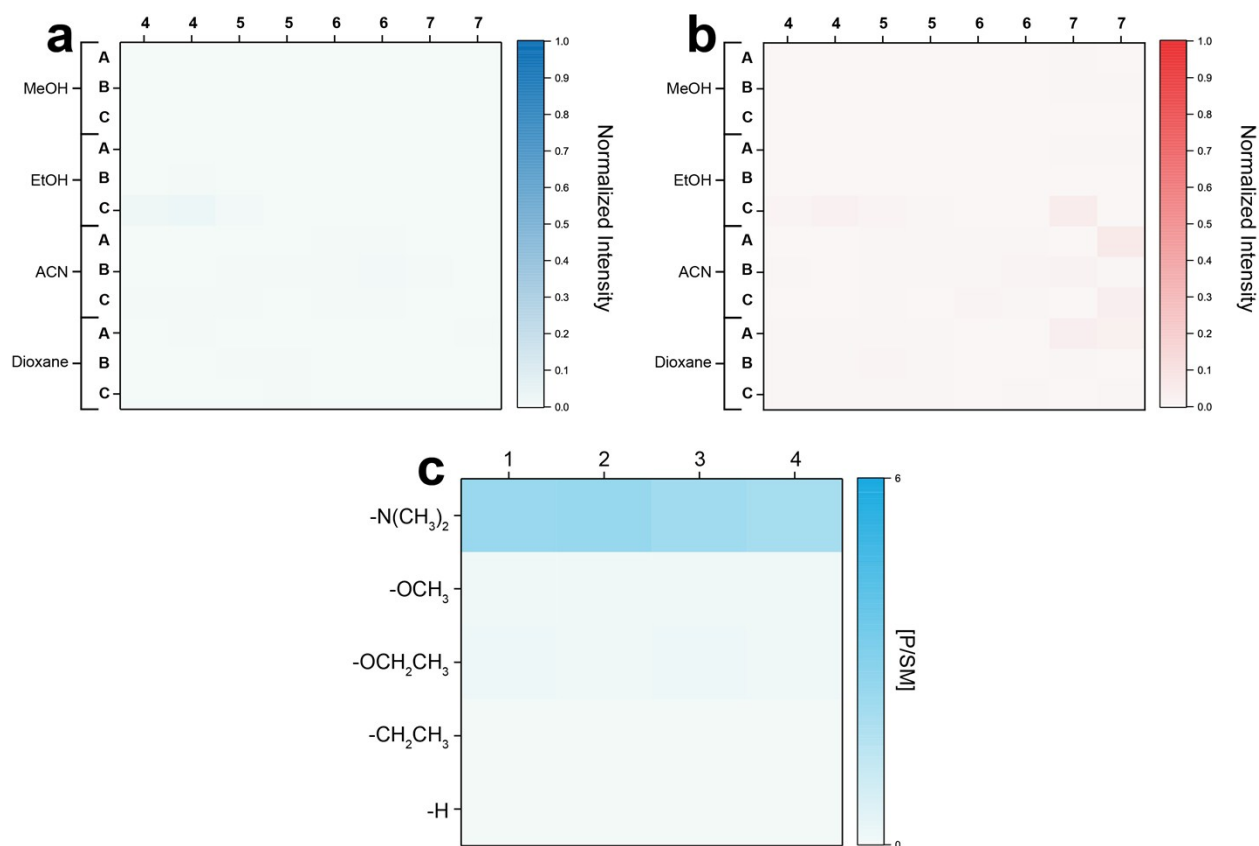 a
4 4 5 5 6 6 7 7
MeOH
A
B
C
EtOH
A
B
C
ACN
A
B
C
Dioxane
A
B
C
1.0
0.9
0.8
0.7
0.6
0.5
0.4
0.3
0.2
0.1
0.0
Normalized Intensity
b
4 4 5 5 6 6 7 7
MeOH
A
B
C
EtOH
A
B
C
ACN
A
B
C
Dioxane
A
B
C
1.0
0.9
0.8
0.7
0.6
0.5
0.4
0.3
0.2
0.1
0.0
Normalized Intensity
c
1 2 3 4
-N(CH₃)₂
-OCH₃
-OCH₂CH₃
-CH₂CH₃
-H
6
0
[P/SM]